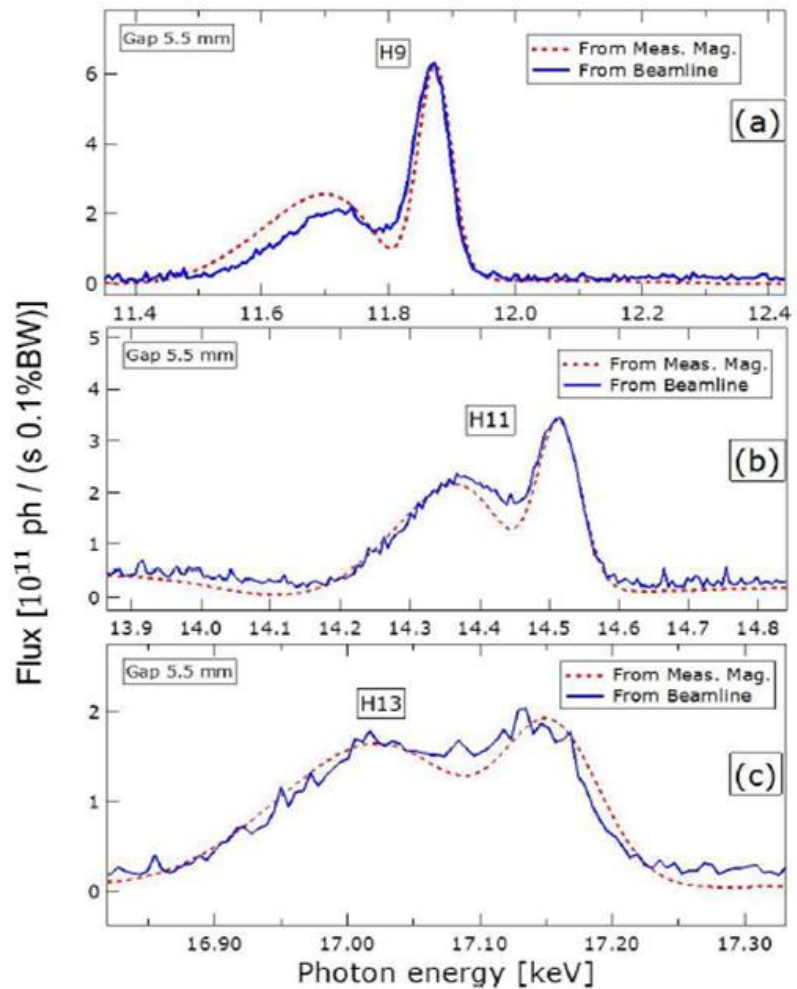 Gap 5.5 mm
H9
From Meas. Mag.
From Beamline
(a)
6
4
2
0
11.4 11.6 11.8 12.0 12.2 12.4
Gap 5.5 mm
H11
From Meas. Mag.
From Beamline
(b)
5
4
3
2
1
0
13.9 14.0 14.1 14.2 14.3 14.4 14.5 14.6 14.7 14.8
Gap 5.5 mm
H13
From Meas. Mag.
From Beamline
(c)
2
1
0
16.90 17.00 17.10 17.20 17.30
Flux [10¹¹ ph / (s 0.1%BW)]
Photon energy [keV]